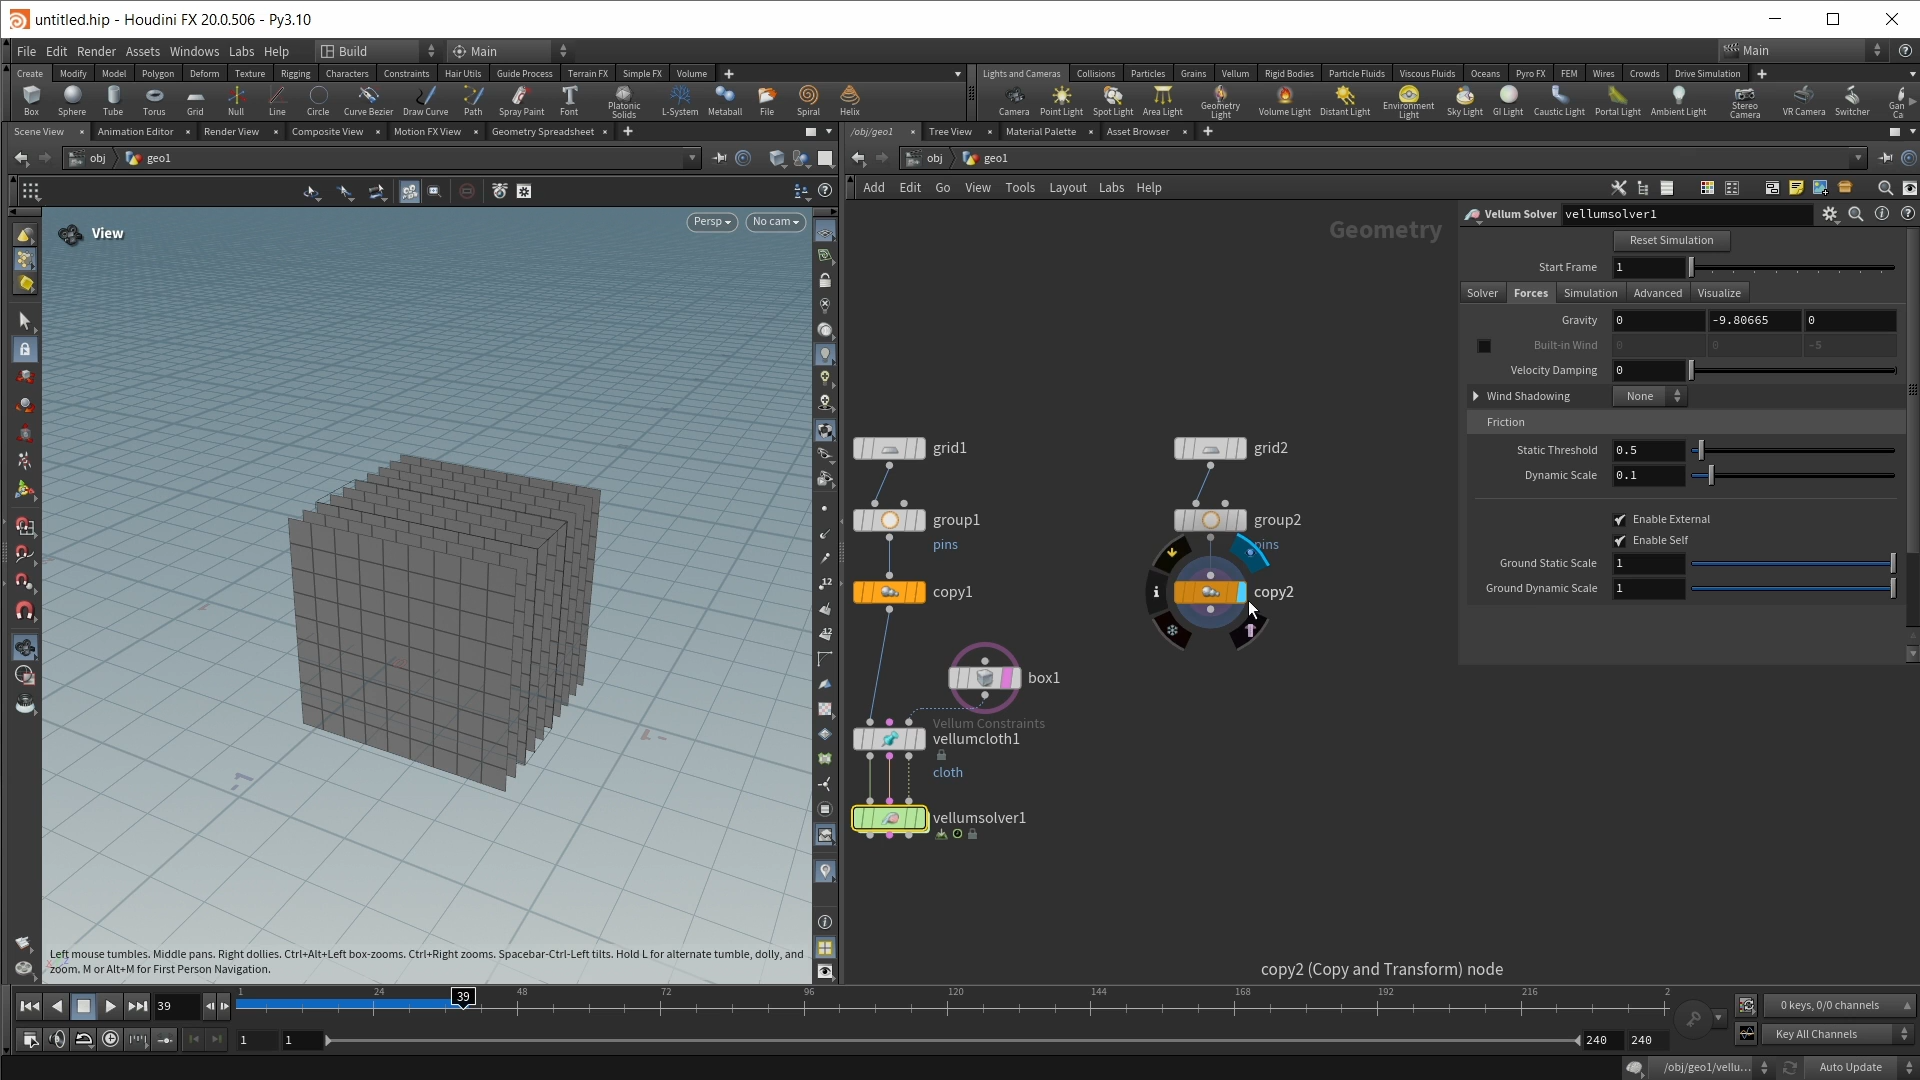 untitled.hip - Houdini FX 20.0.506 - Py3.10
File Edit Render Assets Windows Labs Help Build Main Main
Create Modify Model Polygon Deform Texture Rigging Characters Constraints Hair Utils Guide Process Terrain FX Simple FX Volume
Lights and Cameras Collisions Particles Grains Vellum Rigid Bodies Particle Fluids Viscous Fluids Oceans Pyro FX FEM Wires Crowds Drive Simulation
Box Sphere Tube Torus Grid Null Line Circle Curve Bezier Draw Curve Path Spray Paint Font Platonic Solids L-System Metaball File Spiral Helix
Camera Point Light Spot Light Area Light Geometry Light Volume Light Distant Light Environment Light Sky Light GI Light Caustic Light Portal Light Ambient Light Stereo Camera VR Camera Switcher Gan Ca
Scene View Animation Editor Render View Composite View Motion FX View Geometry Spreadsheet
/obj/geo1 Tree View Material Palette Asset Browser
obj geo1
obj geo1
Add Edit Go View Tools Layout Labs Help
View
Persp
No cam
Geometry
Vellum Solver vellumsolver1
Reset Simulation
Start Frame 1
Solver Forces Simulation Advanced Visualize
Gravity 0 -9.80665 0
Built-in Wind 0 0 -5
Velocity Damping 0
Wind Shadowing None
Friction
Static Threshold 0.5
Dynamic Scale 0.1
Enable External
Enable Self
Ground Static Scale 1
Ground Dynamic Scale 1
grid1
grid2
group1
group2
pins
pins
copy1
copy2
box1
Vellum Constraints
vellumcloth1
cloth
vellumsolver1
copy2 (Copy and Transform) node
12
12
Left mouse tumbles. Middle pans. Right dollies. Ctrl+Alt+Left box-zooms. Ctrl+Right zooms. Spacebar-Ctrl-Left tilts. Hold L for alternate tumble, dolly, and
zoom. M or Alt+M for First Person Navigation.
39 1 24 39 48 72 96 120 144 168 192 216 2
0 keys, 0/0 channels
1 1 240 240
Key All Channels
/obj/geo1/vellu...
Auto Update